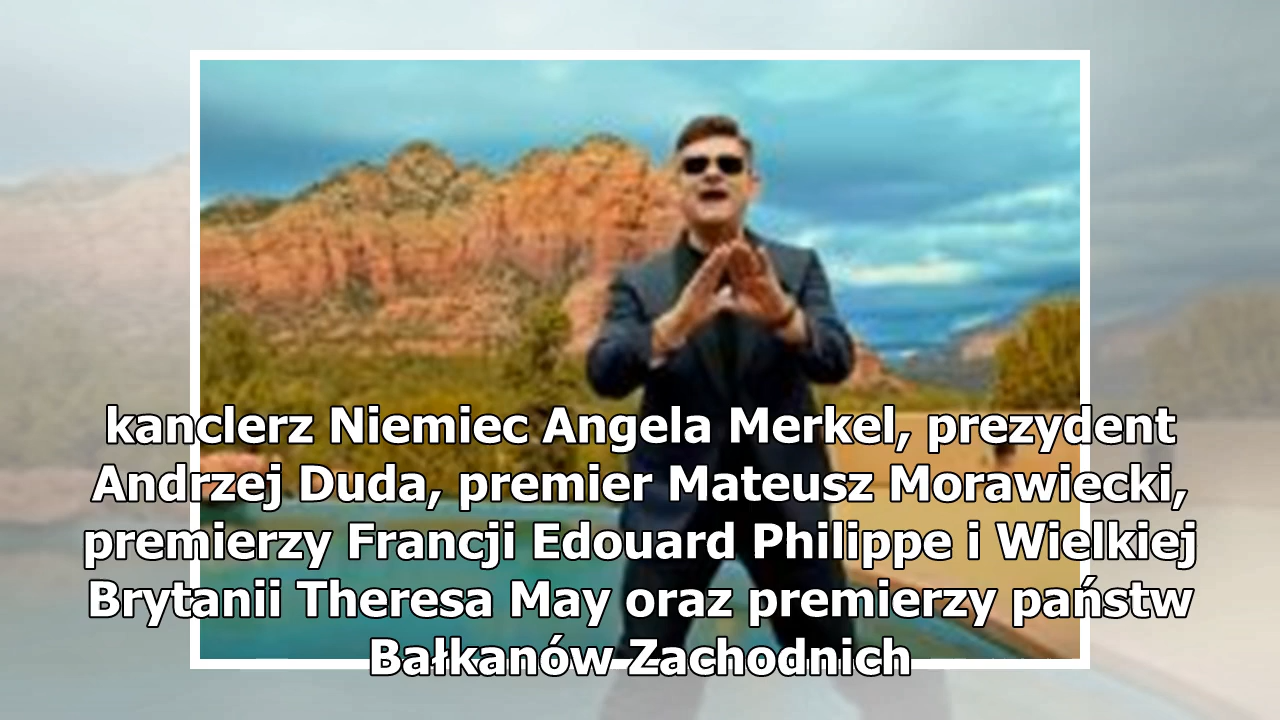 kanclerz Niemiec Angela Merkel, prezydent
Andrzej Duda, premier Mateusz Morawiecki,
premierzy Francji Edouard Philippe i Wielkiej
Brytanii Theresa May oraz premierzy państw
Bałkanów Zachodnich